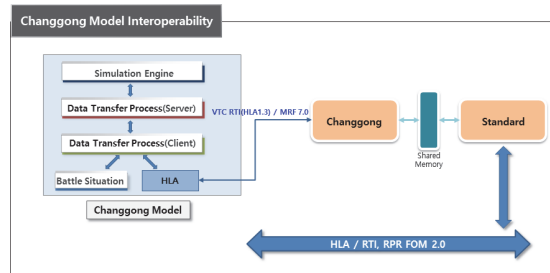 Changgong Model Interoperability
Simulation Engine
Data Transfer Process(Server)
Data Transfer Process(Client)
Battle Situation
HLA
Changgong Model
VTC RTI(HLA1.3) / MRF 7.0
Changgong
Shared
Memory
Standard
HLA / RTI, RPR FOM 2.0